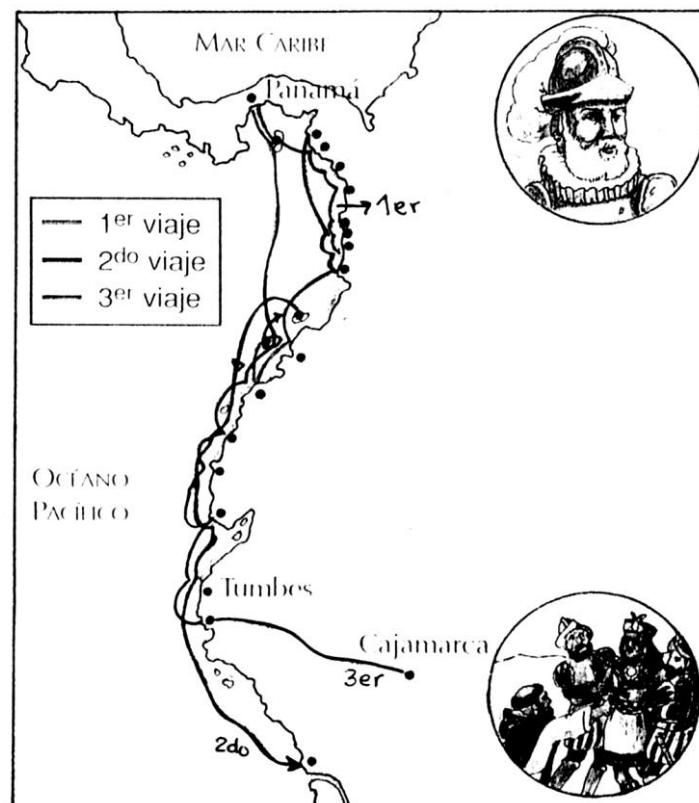 MAR CARIBE
Panamá
1er
1er viaje
2do viaje
3er viaje
OCÉANO
PACÍFICO
Tumbes
Cajamarca
3er
2do